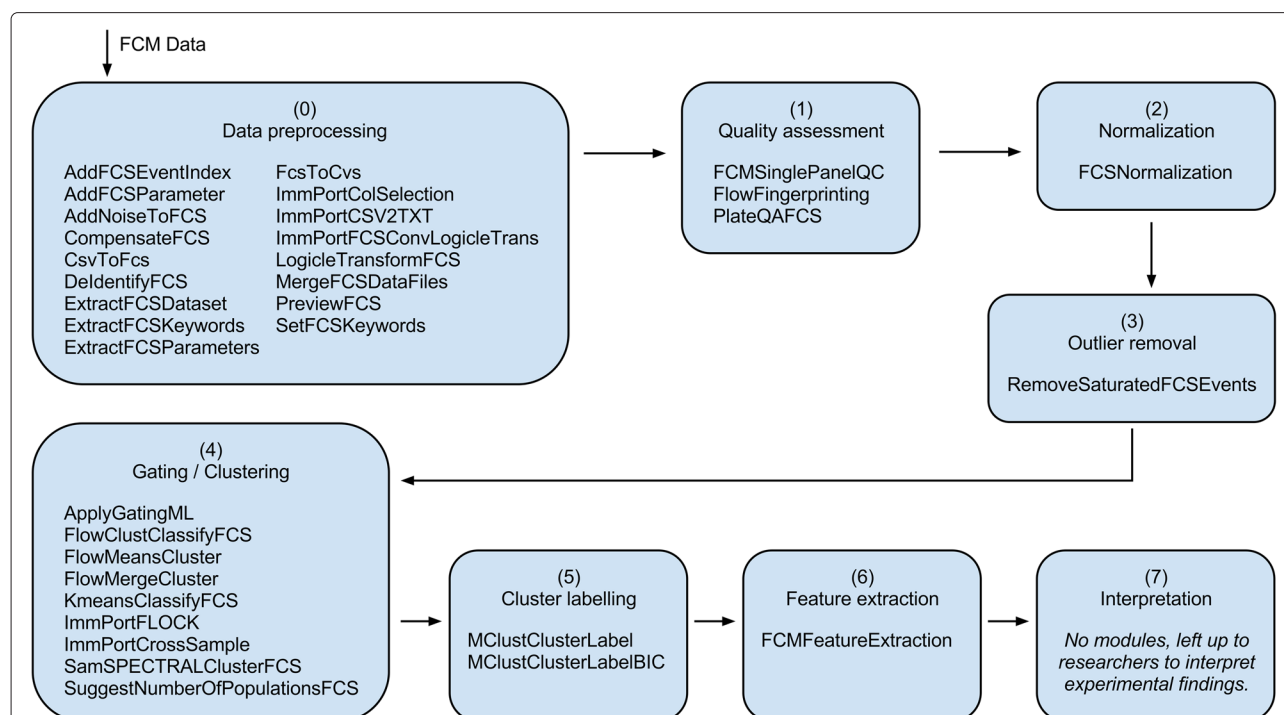 FCM Data
(0)
Data preprocessing
AddFCSEventIndex
AddFCSParameter
AddNoiseToFCS
CompensateFCS
CsvToFcs
DeIdentifyFCS
ExtractFCSDataset
ExtractFCSKeywords
ExtractFCSParameters
FcsToCvs
ImmPortColSelection
ImmPortCSV2TXT
ImmPortFCSConvLogicleTrans
LogicleTransformFCS
MergeFCSDataFiles
PreviewFCS
SetFCSKeywords
(1)
Quality assessment
FCMSinglePanelQC
FlowFingerprinting
PlateQAFCS
(2)
Normalization
FCSNormalization
(3)
Outlier removal
RemoveSaturatedFCSEvents
(4)
Gating / Clustering
ApplyGatingML
FlowClustClassifyFCS
FlowMeansCluster
FlowMergeCluster
KmeansClassifyFCS
ImmPortFLOCK
ImmPortCrossSample
SamSPECTRALClusterFCS
SuggestNumberOfPopulationsFCS
(5)
Cluster labelling
MClustClusterLabel
MClustClusterLabelBIC
(6)
Feature extraction
FCMFeatureExtraction
(7)
Interpretation
No modules, left up to
researchers to interpret
experimental findings.